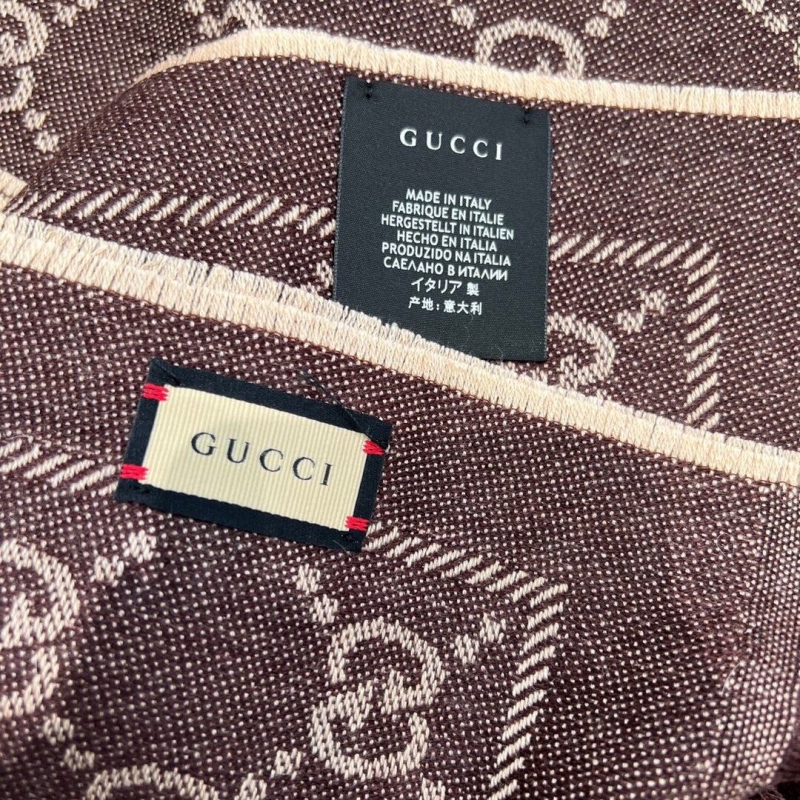 GUCCI
MADE IN ITALY
FABRIQUE EN ITALIE
HERGESTELLT IN ITALIEN
HECHO EN ITALIA
PRODUZIDO NA ITALIA
СДЕЛАНО В ИТАЛИИ
イタリア 製
产地: 意大利
GUCCI